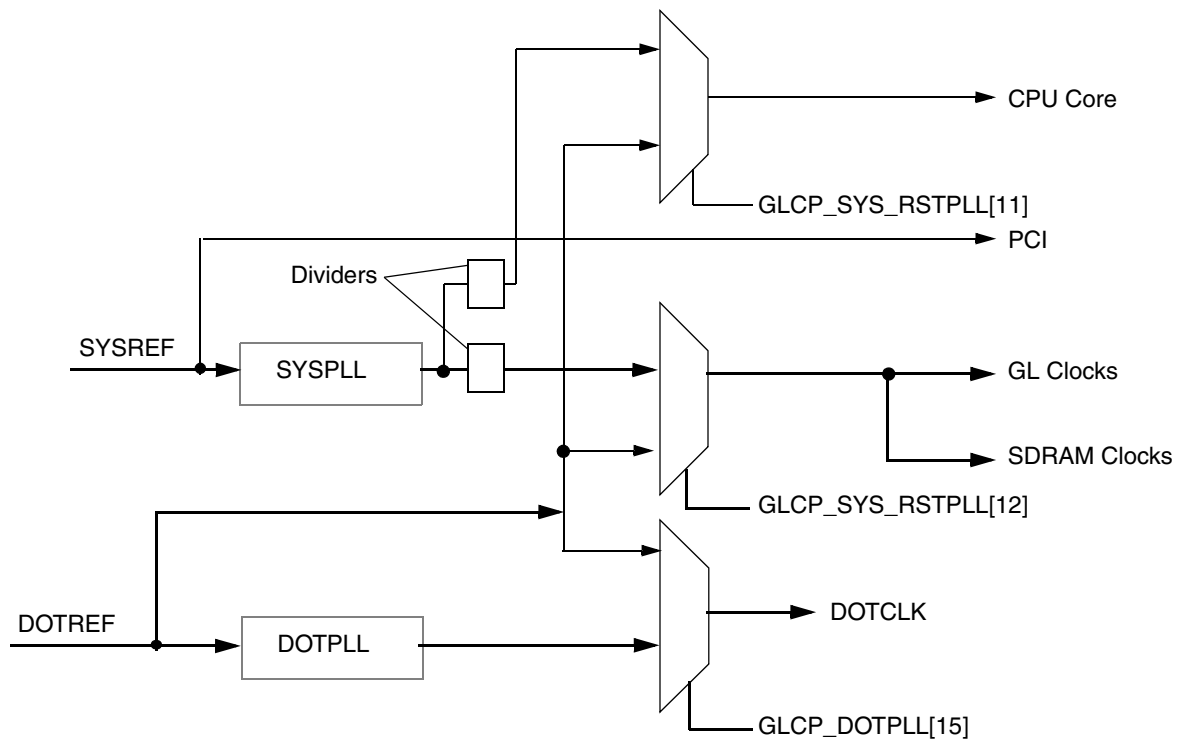 CPU Core
GLCP_SYS_RSTPLL[11]
PCI
Dividers
SYSREF
SYSPLL
GL Clocks
SDRAM Clocks
GLCP_SYS_RSTPLL[12]
DOTREF
DOTPLL
DOTCLK
GLCP_DOTPLL[15]